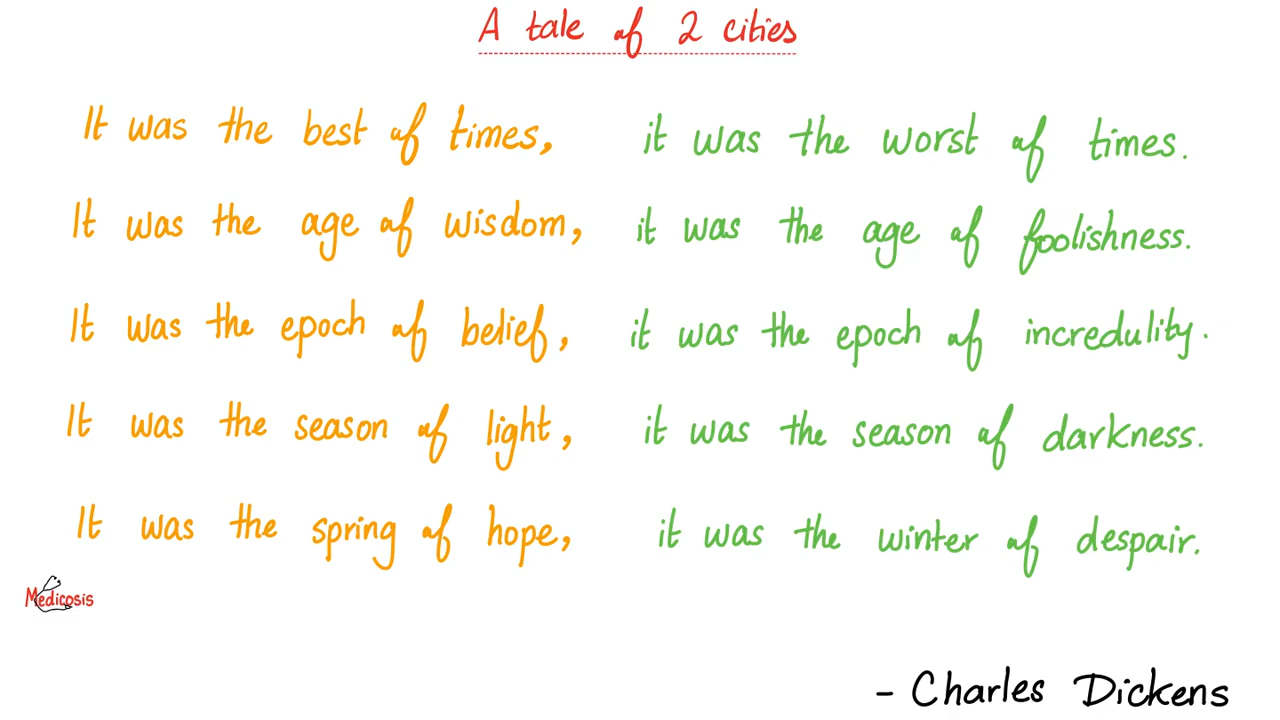 A tale of 2 cities
It was the best of times, it was the worst of times.
It was the age of wisdom, it was the age of foolishness.
It was the epoch of belief, it was the epoch of incredulity.
It was the season of light, it was the season of darkness.
It was the spring of hope, it was the winter of despair.
Medicosis
- Charles Dickens